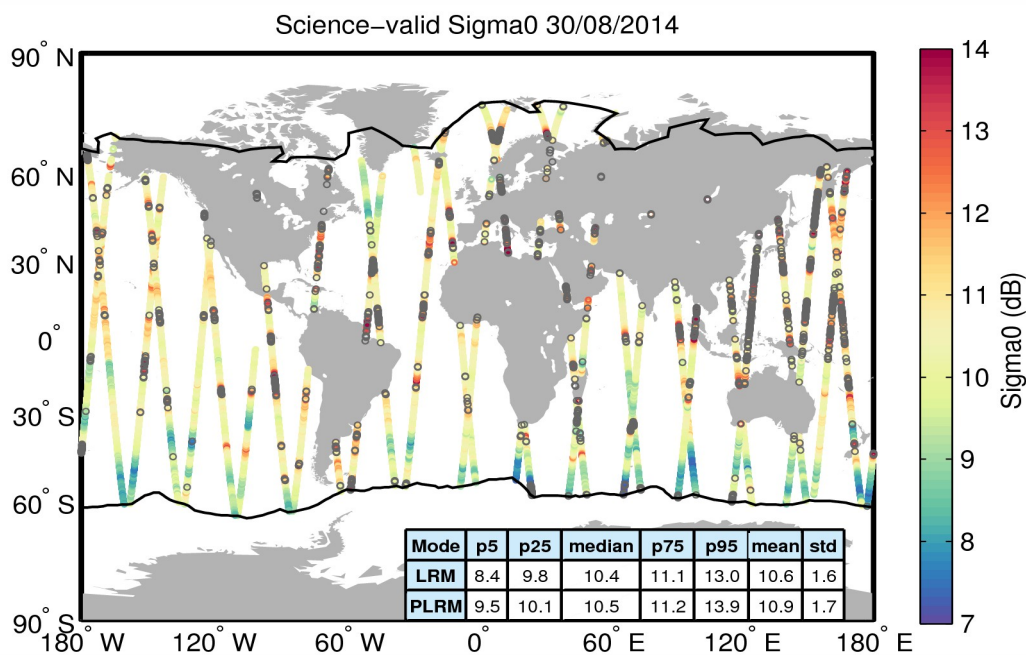 Science−valid Sigma0 30/08/2014
90° N
60° N
30° N
0°
30° S
60° S
90° S
180° W
120° W
60° W
0°
60° E
120° E
180° E
14
13
12
11
10
9
8
7
Sigma0 (dB)
Mode p5 p25 median p75 p95 mean std
LRM 8.4 9.8 10.4 11.1 13.0 10.6 1.6
PLRM 9.5 10.1 10.5 11.2 13.9 10.9 1.7